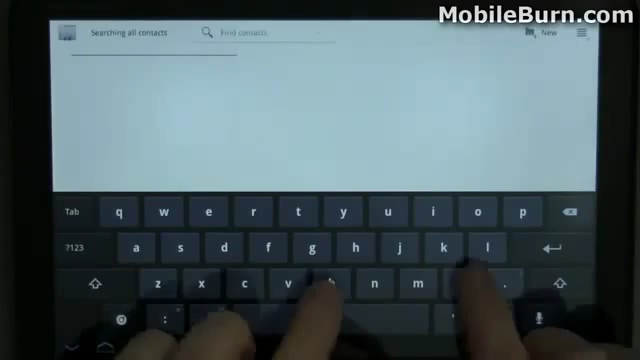 MobileBurn.com
Searching all contacts Find contacts New
Tab q w e r t y u i o p
?123 a s d f g h j k l
z x c v b n m .
: